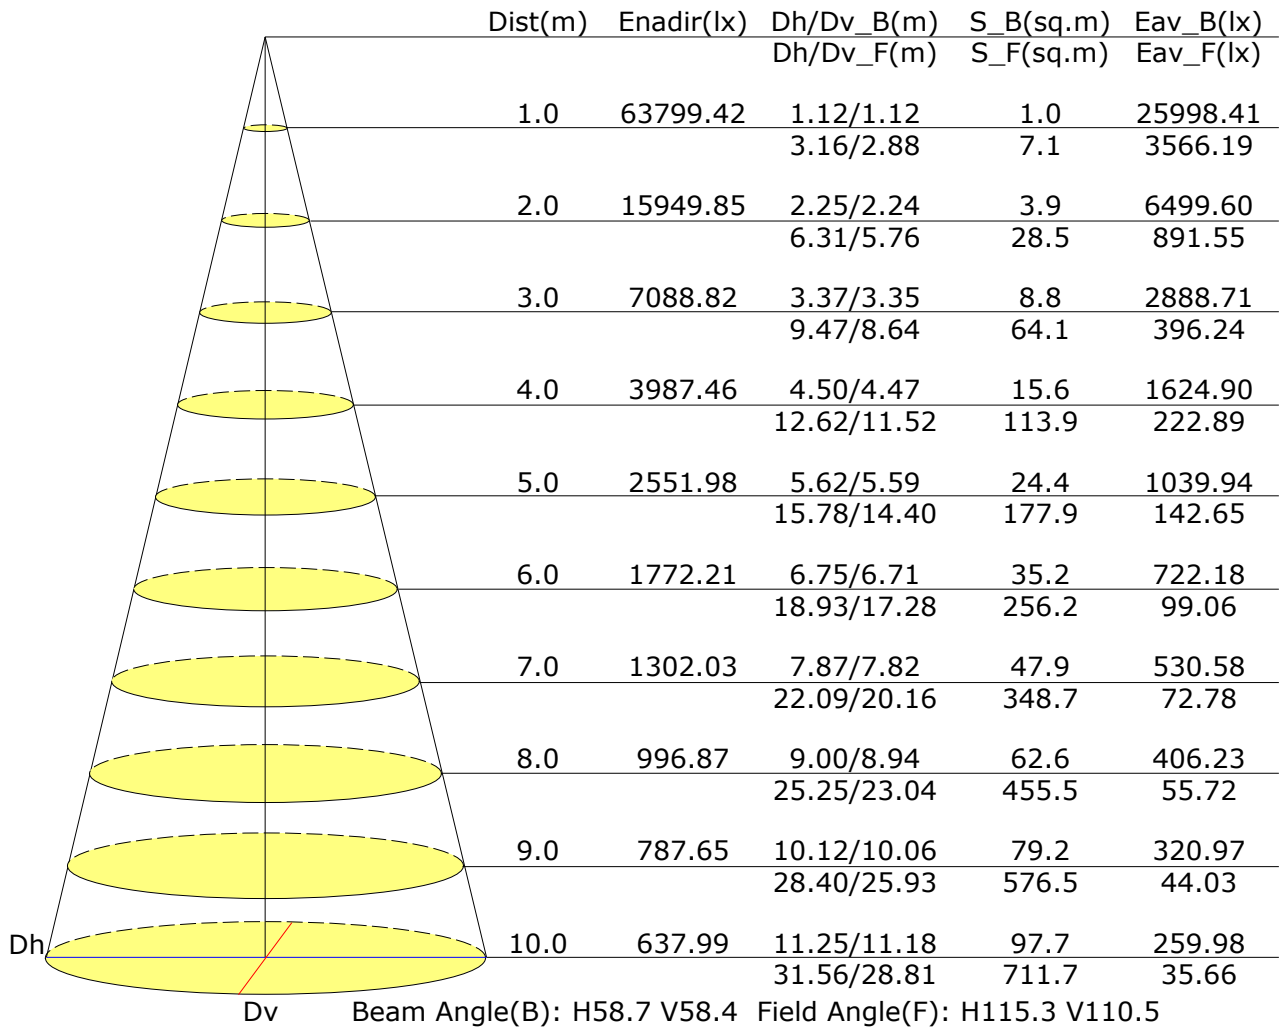 Dist(m) Enadir(lx) Dh/Dv_B(m) S_B(sq.m) Eav_B(lx)
Dh/Dv_F(m) S_F(sq.m) Eav_F(lx)
1.0 63799.42 1.12/1.12 1.0 25998.41
3.16/2.88 7.1 3566.19
2.0 15949.85 2.25/2.24 3.9 6499.60
6.31/5.76 28.5 891.55
3.0 7088.82 3.37/3.35 8.8 2888.71
9.47/8.64 64.1 396.24
4.0 3987.46 4.50/4.47 15.6 1624.90
12.62/11.52 113.9 222.89
5.0 2551.98 5.62/5.59 24.4 1039.94
15.78/14.40 177.9 142.65
6.0 1772.21 6.75/6.71 35.2 722.18
18.93/17.28 256.2 99.06
7.0 1302.03 7.87/7.82 47.9 530.58
22.09/20.16 348.7 72.78
8.0 996.87 9.00/8.94 62.6 406.23
25.25/23.04 455.5 55.72
9.0 787.65 10.12/10.06 79.2 320.97
28.40/25.93 576.5 44.03
Dh 10.0 637.99 11.25/11.18 97.7 259.98
31.56/28.81 711.7 35.66
Dv Beam Angle(B): H58.7 V58.4 Field Angle(F): H115.3 V110.5